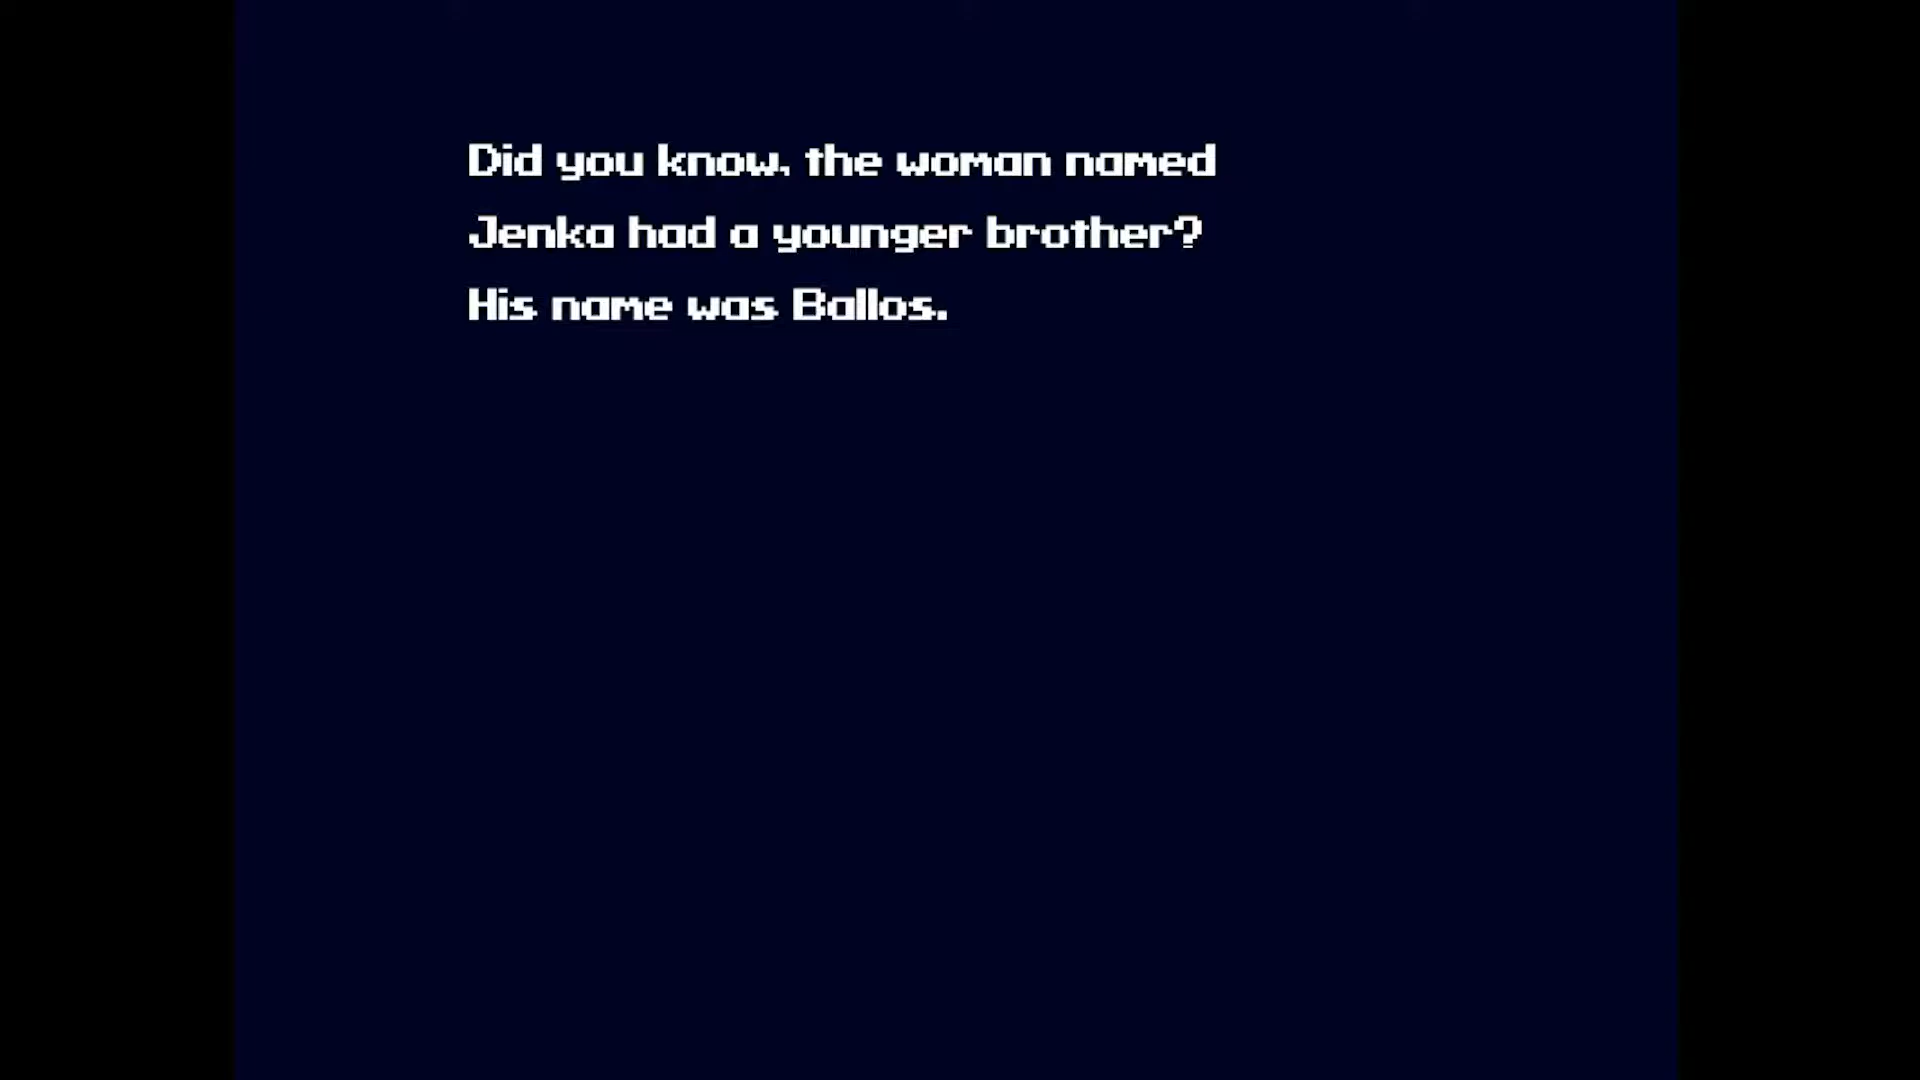 Did you know, the woman named
Jenka had a younger brother?
His name was Ballos.